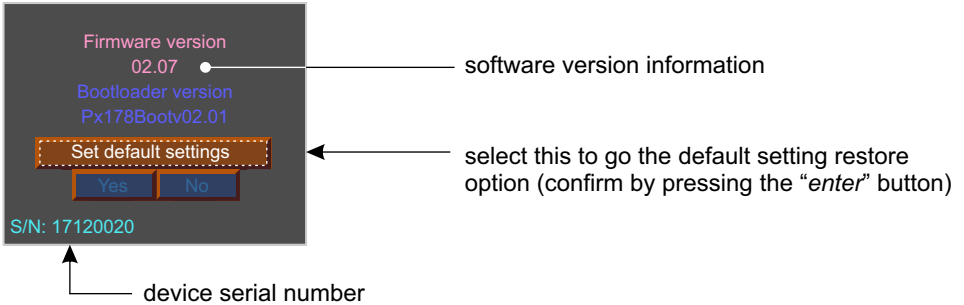 Firmware version
02.07
Bootloader version
Px178Bootv02.01
Set default settings
Yes No
S/N: 17120020
software version information
select this to go the default setting restore
option (confirm by pressing the “enter” button)
device serial number